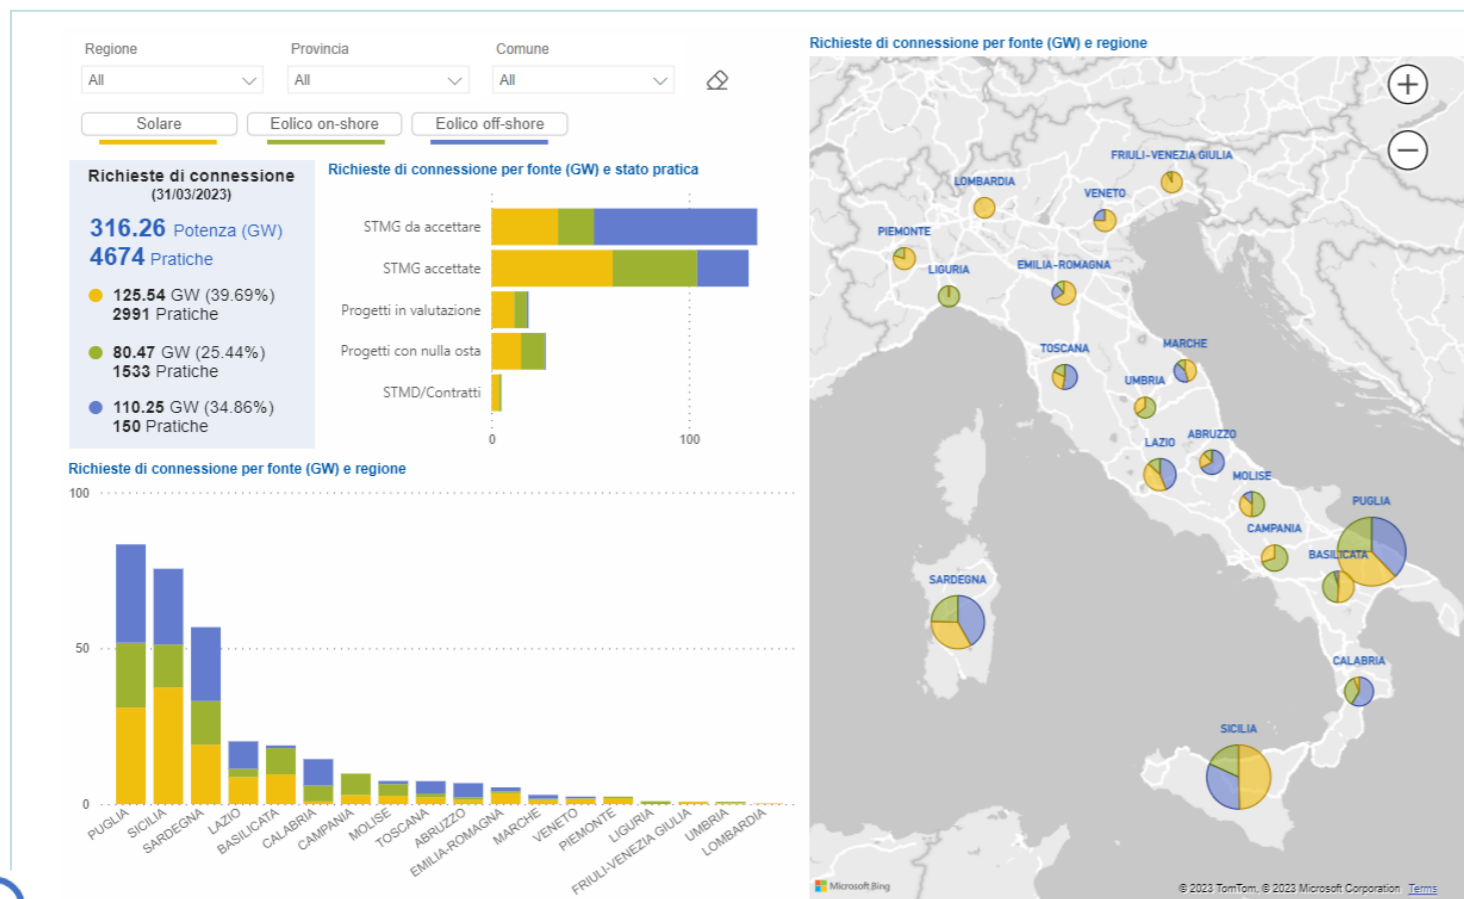 Regione
Provincia
Comune
All
All
All
Solare
Eolico on-shore
Eolico off-shore
Richieste di connessione
(31/03/2023)
316.26 Potenza (GW)
4674 Pratiche
125.54 GW (39.69%)
2991 Pratiche
80.47 GW (25.44%)
1533 Pratiche
110.25 GW (34.86%)
150 Pratiche
Richieste di connessione per fonte (GW) e stato pratica
STMG da accettare
STMG accettate
Progetti in valutazione
Progetti con nulla osta
STMD/Contratti
0
100
Richieste di connessione per fonte (GW) e regione
100
50
0
PUGLIA
SICILIA
SARDEGNA
LAZIO
BASILICATA
CALABRIA
CAMPANIA
MOLISE
TOSCANA
ABRUZZO
EMILIA-ROMAGNA
MARCHE
VENETO
PIEMONTE
LIGURIA
FRIULI-VENEZIA GIULIA
UMBRIA
LOMBARDIA
Richieste di connessione per fonte (GW) e regione
FRIULI-VENEZIA GIULIA
LOMBARDIA
VENETO
PIEMONTE
LIGURIA
EMILIA-ROMAGNA
TOSCANA
MARCHE
UMBRIA
LAZIO
ABRUZZO
MOLISE
PUGLIA
CAMPANIA
BASILICATA
SARDEGNA
CALABRIA
SICILIA
Microsoft Bing
© 2023 TomTom, © 2023 Microsoft Corporation Terms